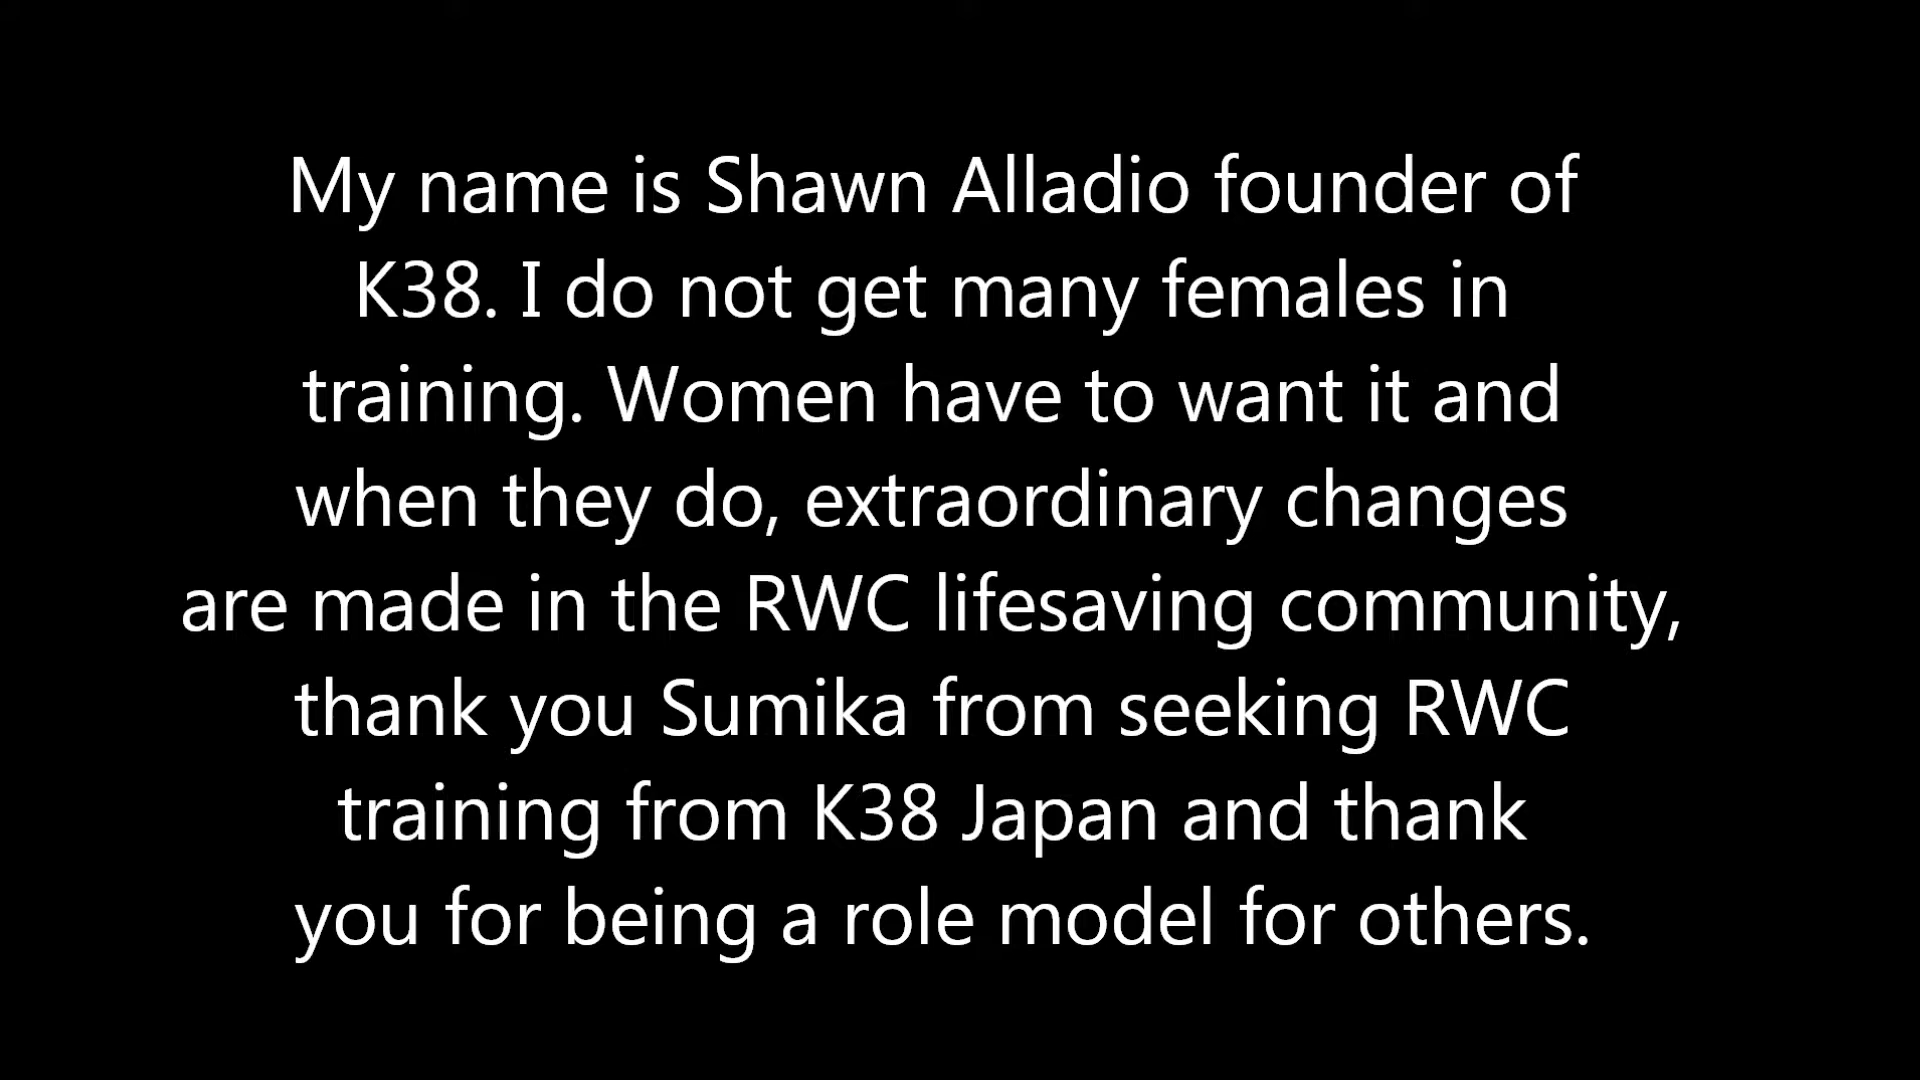 My name is Shawn Alladio founder of
K38. I do not get many females in
training. Women have to want it and
when they do, extraordinary changes
are made in the RWC lifesaving community,
thank you Sumika from seeking RWC
training from K38 Japan and thank
you for being a role model for others.